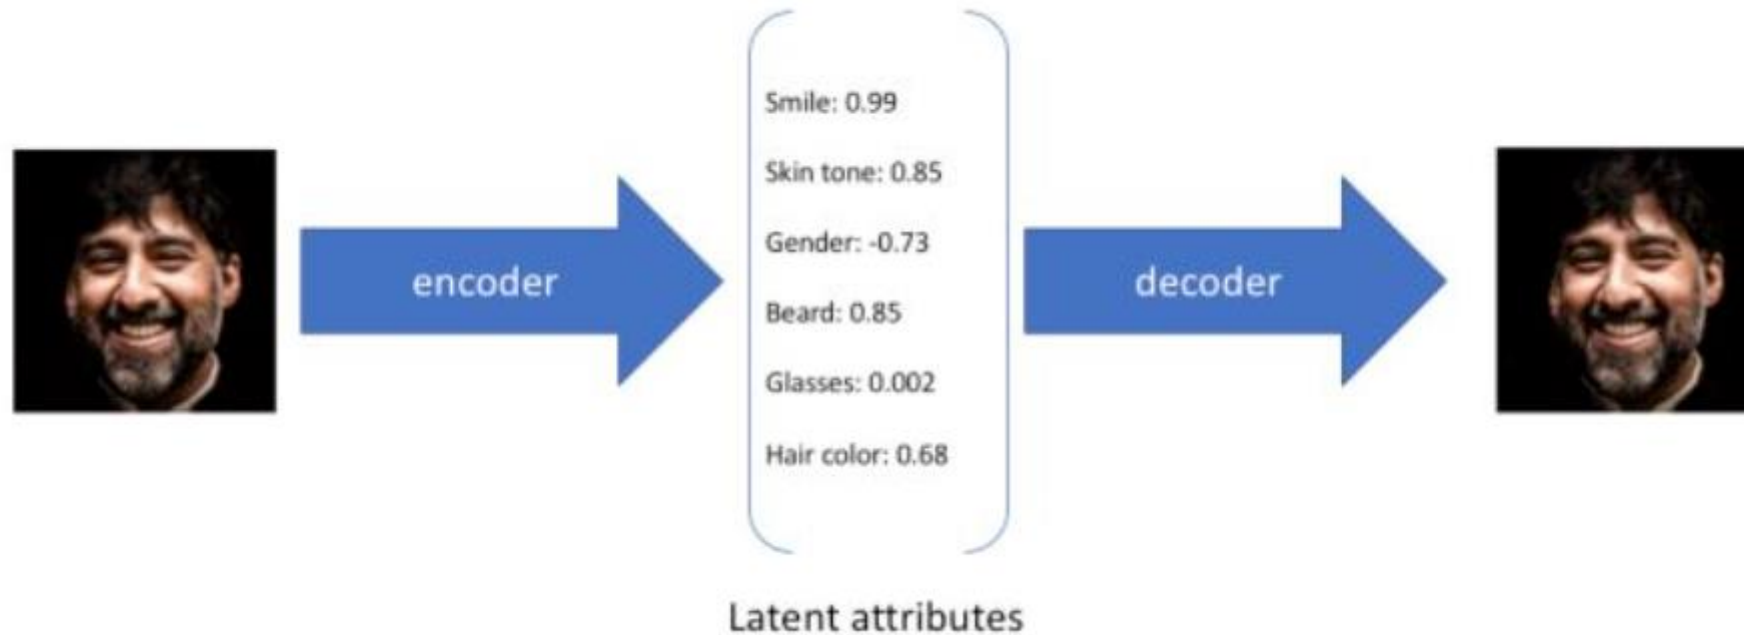 encoder
Smile: 0.99
Skin tone: 0.85
Gender: -0.73
Beard: 0.85
Glasses: 0.002
Hair color: 0.68
decoder
Latent attributes